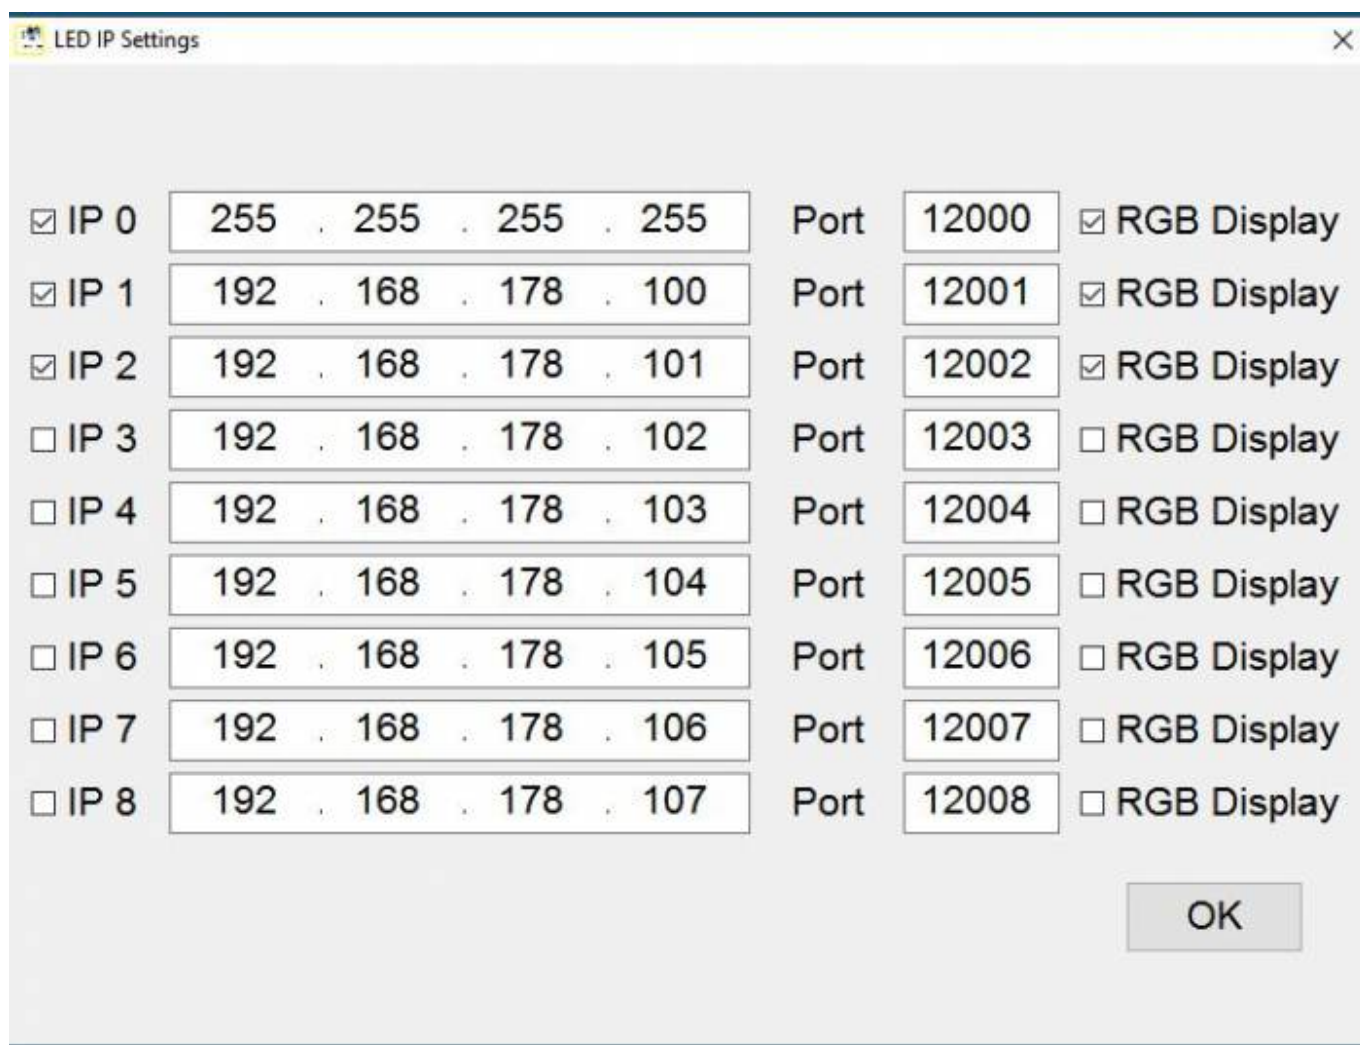 LED IP Settings
IP 0 255 . 255 . 255 . 255 Port 12000 RGB Display
IP 1 192 . 168 . 178 . 100 Port 12001 RGB Display
IP 2 192 . 168 . 178 . 101 Port 12002 RGB Display
IP 3 192 . 168 . 178 . 102 Port 12003 RGB Display
IP 4 192 . 168 . 178 . 103 Port 12004 RGB Display
IP 5 192 . 168 . 178 . 104 Port 12005 RGB Display
IP 6 192 . 168 . 178 . 105 Port 12006 RGB Display
IP 7 192 . 168 . 178 . 106 Port 12007 RGB Display
IP 8 192 . 168 . 178 . 107 Port 12008 RGB Display
OK